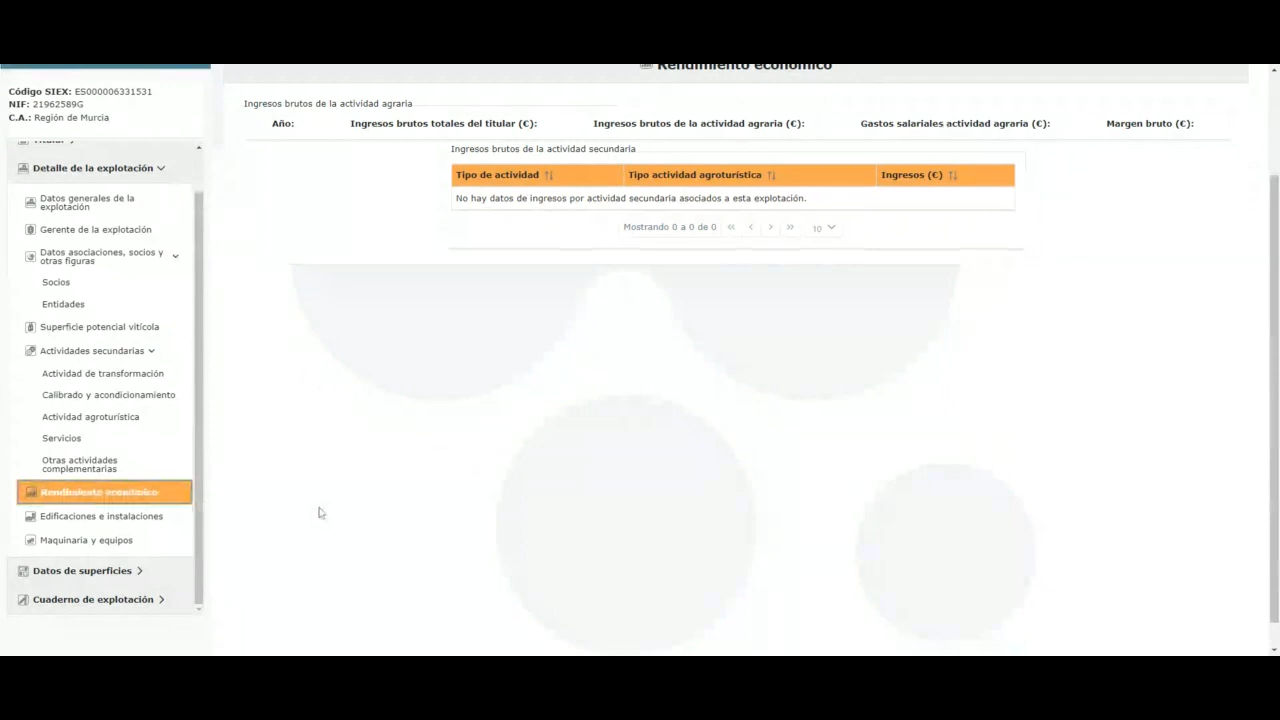 Rendimiento económico
Código SIEX: ES000006331531
NIF: 21962589G
C.A.: Región de Murcia
Titular
Detalle de la explotación
Datos generales de la
explotación
Gerente de la explotación
Datos asociaciones, socios y
otras figuras
Socios
Entidades
Superficie potencial vitícola
Actividades secundarias
Actividad de transformación
Calibrado y acondicionamiento
Actividad agroturística
Servicios
Otras actividades
complementarias
Rendimiento económico
Edificaciones e instalaciones
Maquinaria y equipos
Datos de superficies
Cuaderno de explotación
Ingresos brutos de la actividad agraria
Año: Ingresos brutos totales del titular (€): Ingresos brutos de la actividad agraria (€): Gastos salariales actividad agraria (€): Margen bruto (€):
Ingresos brutos de la actividad secundaria
Tipo de actividad Tipo actividad agroturística Ingresos (€)
No hay datos de ingresos por actividad secundaria asociados a esta explotación.
Mostrando 0 a 0 de 0 « ‹ › » 10